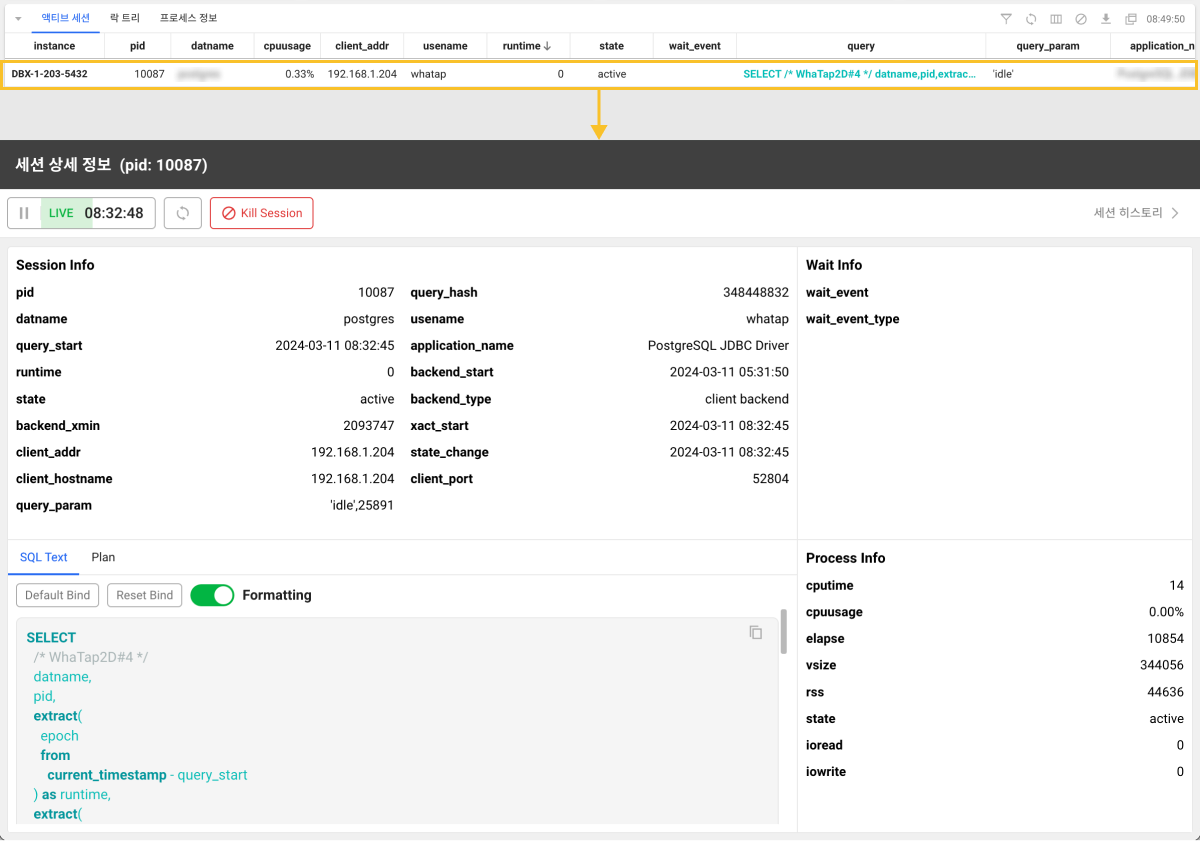 액티브 세션 락 트리 프로세스 정보 08:49:50
instance pid datname cpuusage client_addr usename runtime state wait_event query query_param application_n
DBX-1-203-5432 10087 0.33% 192.168.1.204 whatap 0 active SELECT /* WhaTap2D#4 */ datname,pid,extrac... 'idle'
세션 상세 정보 (pid: 10087)
LIVE 08:32:48 Kill Session 세션 히스토리
Session Info
pid 10087 query_hash 348448832
datname postgres usename whatap
query_start 2024-03-11 08:32:45 application_name PostgreSQL JDBC Driver
runtime 0 backend_start 2024-03-11 05:31:50
state active backend_type client backend
backend_xmin 2093747 xact_start 2024-03-11 08:32:45
client_addr 192.168.1.204 state_change 2024-03-11 08:32:45
client_hostname 192.168.1.204 client_port 52804
query_param 'idle',25891
Wait Info
wait_event
wait_event_type
SQL Text Plan
Default Bind Reset Bind Formatting
SELECT
/* WhaTap2D#4 */
datname,
pid,
extract(
epoch
from
current_timestamp - query_start
) as runtime,
extract(
Process Info
cputime 14
cpuusage 0.00%
elapse 10854
vsize 344056
rss 44636
state active
ioread 0
iowrite 0